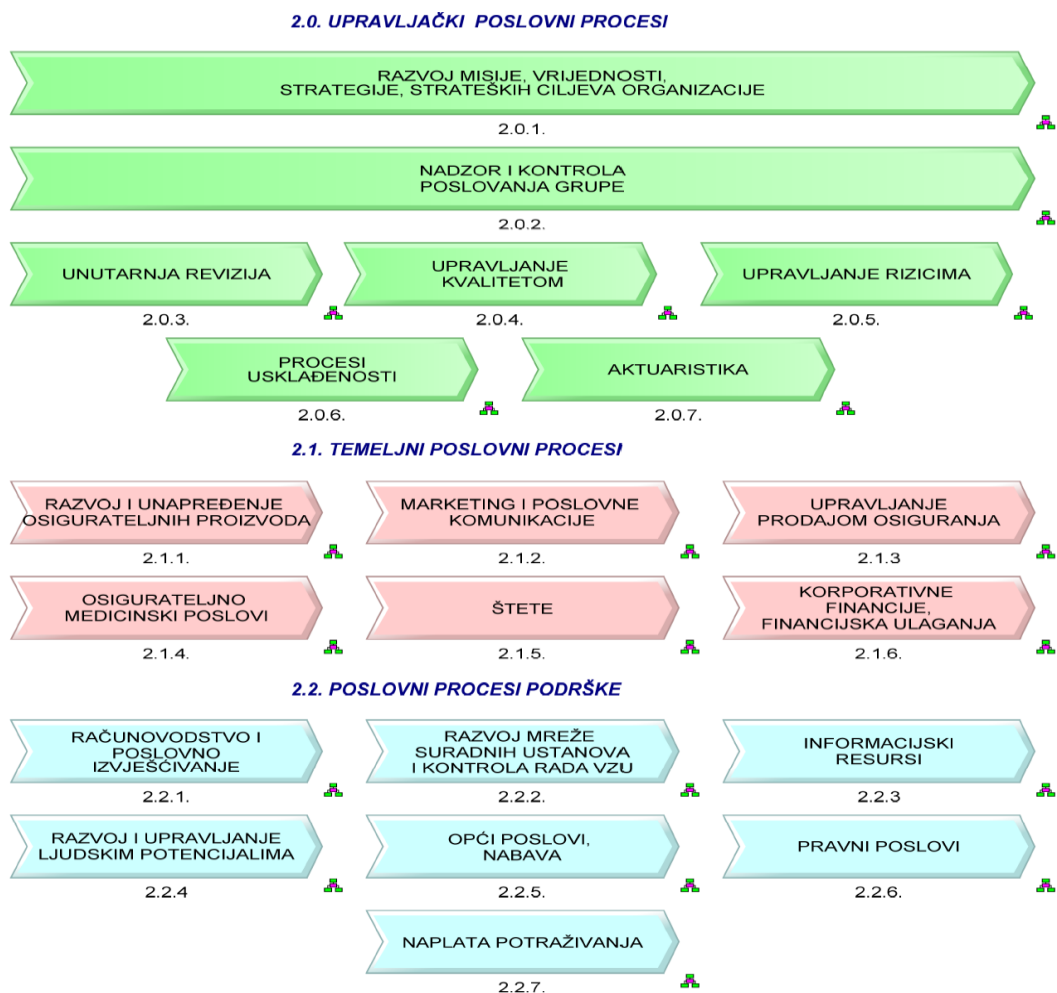 2.0. UPRAVLJAČKI POSLOVNI PROCESI
RAZVOJ MISIJE, VRIJEDNOSTI,
STRATEGIJE, STRATEŠKIH CILJEVA ORGANIZACIJE
2.0.1.
NADZOR I KONTROLA
POSLOVANJA GRUPE
2.0.2.
UNUTARNJA REVIZIJA
2.0.3.
UPRAVLJANJE
KVALITETOM
2.0.4.
UPRAVLJANJE RIZICIMA
2.0.5.
PROCESI
USKLAĐENOSTI
2.0.6.
AKTUARISTIKA
2.0.7.
2.1. TEMELJNI POSLOVNI PROCESI
RAZVOJ I UNAPREĐENJE
OSIGURATELJNIH PROIZVODA
2.1.1.
MARKETING I POSLOVNE
KOMUNIKACIJE
2.1.2.
UPRAVLJANJE
PRODAJOM OSIGURANJA
2.1.3
OSIGURATELJNO
MEDICINSKI POSLOVI
2.1.4.
ŠTETE
2.1.5.
KORPORATIVNE
FINANCIJE,
FINANCIJSKA ULAGANJA
2.1.6.
2.2. POSLOVNI PROCESI PODRŠKE
RAČUNOVODSTVO I
POSLOVNO
IZVJEŠĆIVANJE
2.2.1.
RAZVOJ MREŽE
SURADNIH USTANOVA
I KONTROLA RADA VZU
2.2.2.
INFORMACIJSKI
RESURSI
2.2.3
RAZVOJ I UPRAVLJANJE
LJUDSKIM POTENCIJALIMA
2.2.4
OPĆI POSLOVI,
NABAVA
2.2.5.
PRAVNI POSLOVI
2.2.6.
NAPLATA POTRAŽIVANJA
2.2.7.